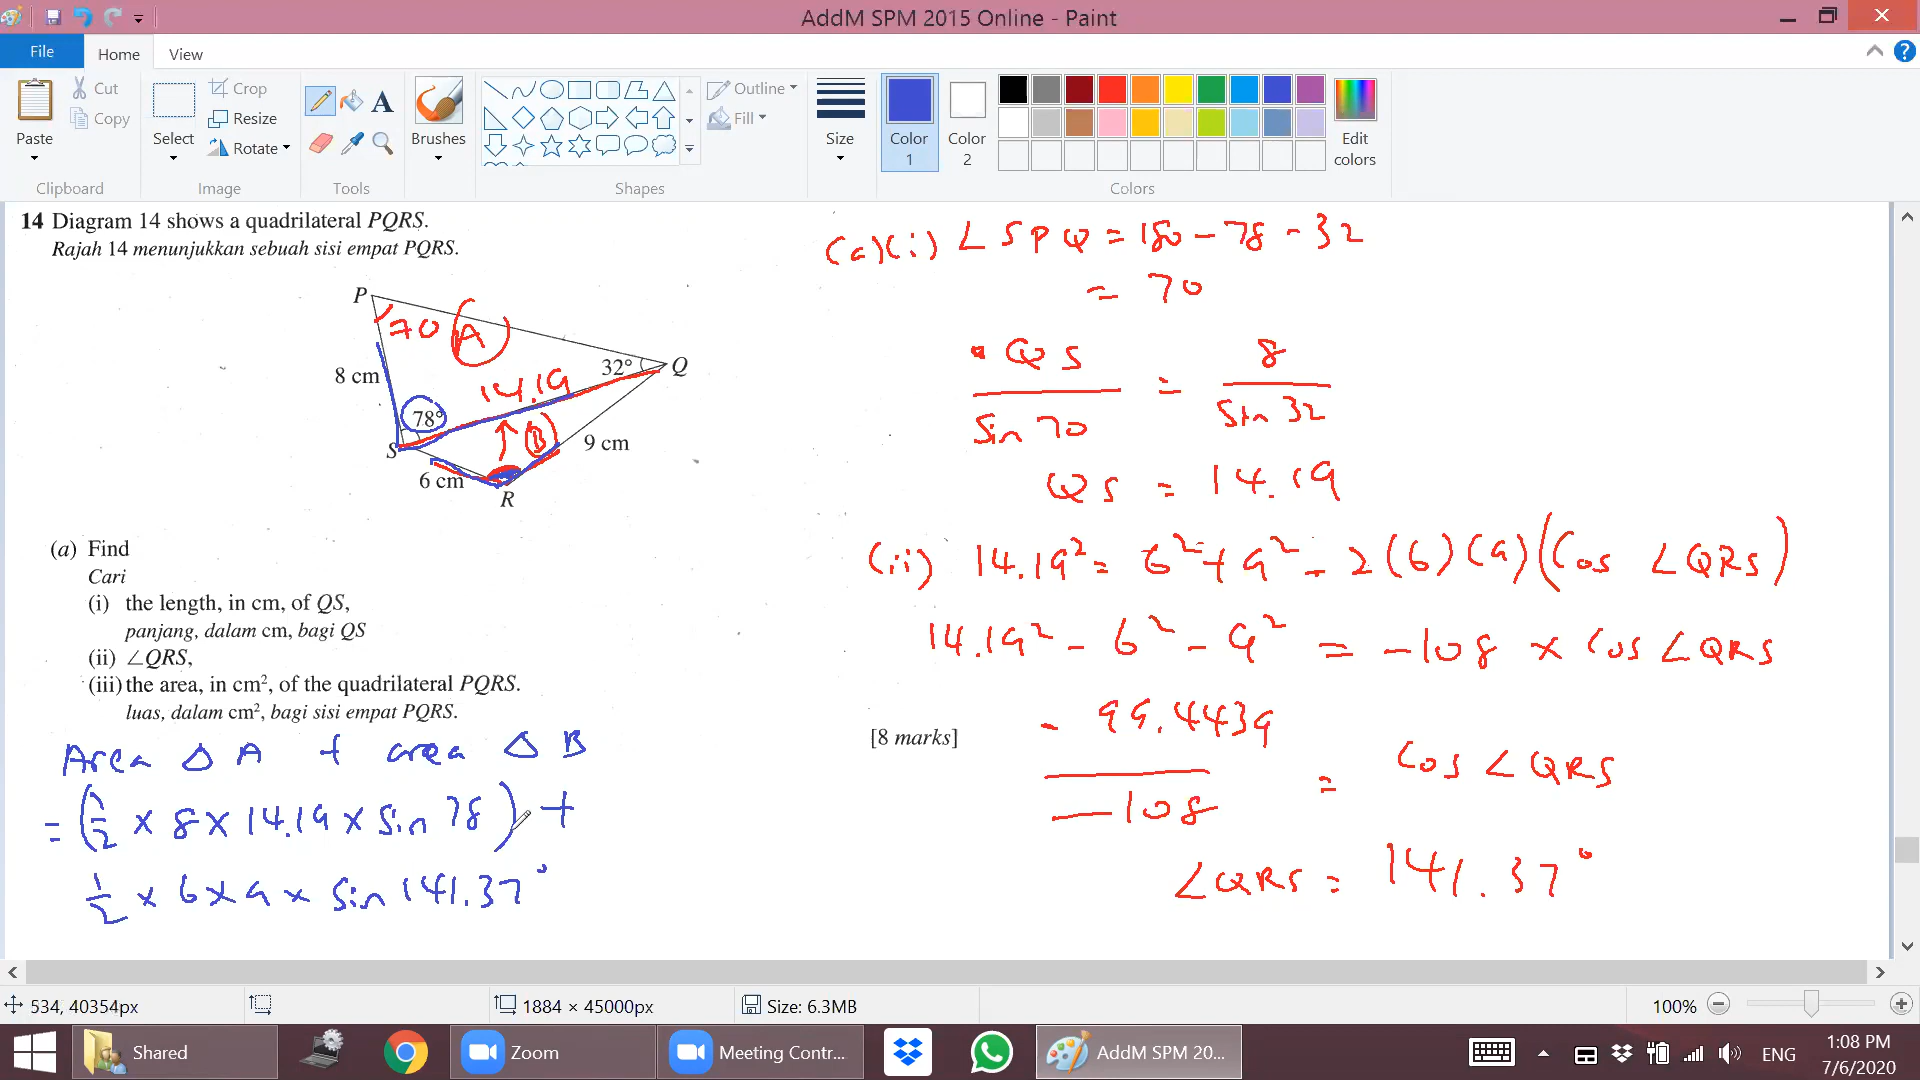 AddM SPM 2015 Online - Paint
File
Home
View
Paste
Cut
Copy
Clipboard
Select
Crop
Resize
Rotate
Image
A
Tools
Brushes
Outline
Fill
Shapes
Size
Color 1
Color 2
Edit colors
Colors
14 Diagram 14 shows a quadrilateral PQRS.
Rajah 14 menunjukkan sebuah sisi empat PQRS.
P
70
A
32°
Q
8 cm
14.19
78°
B
S
9 cm
6 cm
R
(a) Find
Cari
(i) the length, in cm, of QS,
panjang, dalam cm, bagi QS
(ii) ∠QRS,
(iii) the area, in cm², of the quadrilateral PQRS.
luas, dalam cm², bagi sisi empat PQRS.
[8 marks]
Area △ A + area △ B
= (1/2 × 8 × 14.19 × sin 78) +
1/2 × 6 × 9 × sin 141.37°
(a)(i) ∠SPQ = 180 - 78 - 32
= 70
QS / sin 70 = 8 / sin 32
QS = 14.19
(ii) 14.19² = 6² + 9² - 2(6)(9)(cos ∠QRS)
14.19² - 6² - 9² = -108 × cos ∠QRS
- 99.4439 / -108 = cos ∠QRS
∠QRS = 141.37°
534, 40354px
1884 × 45000px
Size: 6.3MB
100%
Shared
Zoom
Meeting Contr...
AddM SPM 20...
ENG
1:08 PM
7/6/2020